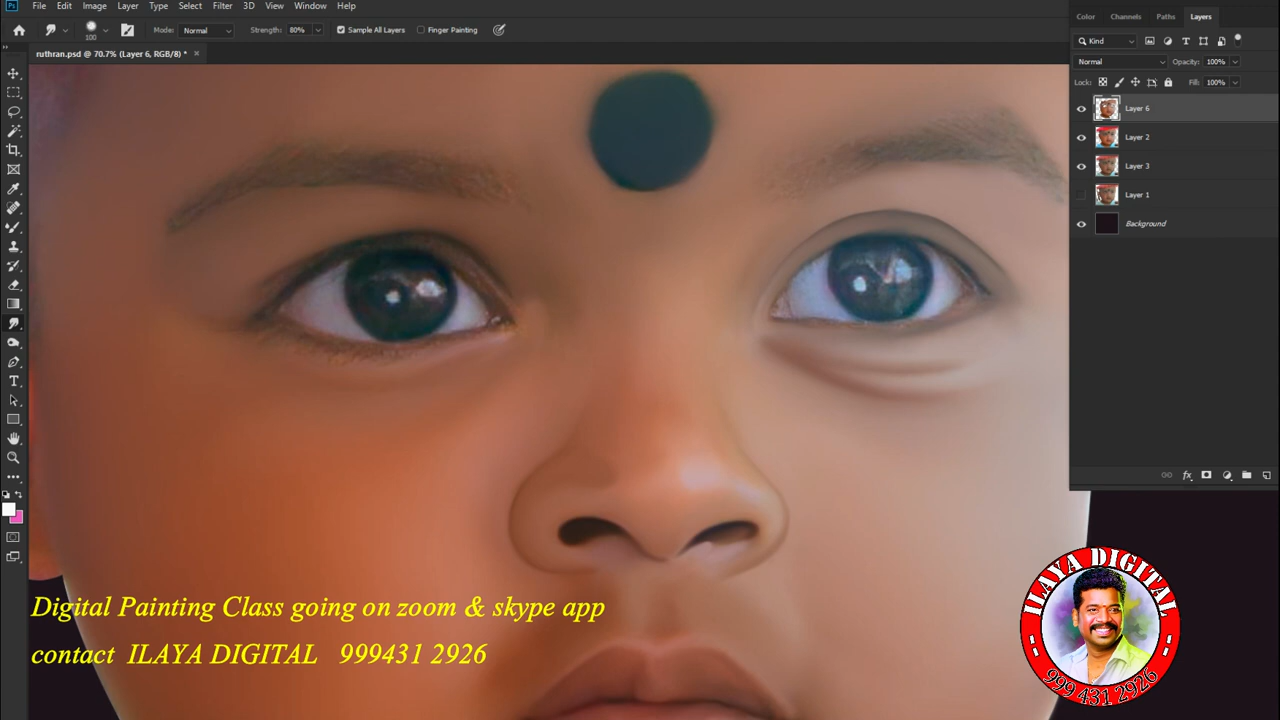 File Edit Image Layer Type Select Filter 3D View Window Help
100 Mode: Normal Strength: 80% Sample All Layers Finger Painting
ruthran.psd @ 70.7% (Layer 6, RGB/8) * ×
Color Channels Paths Layers
Kind
Normal Opacity: 100%
Lock: Fill: 100%
Layer 6
Layer 2
Layer 3
Layer 1
Background
fx
Digital Painting Class going on zoom & skype app
contact ILAYA DIGITAL 999431 2926
ILAYA DIGITAL
999 431 2926